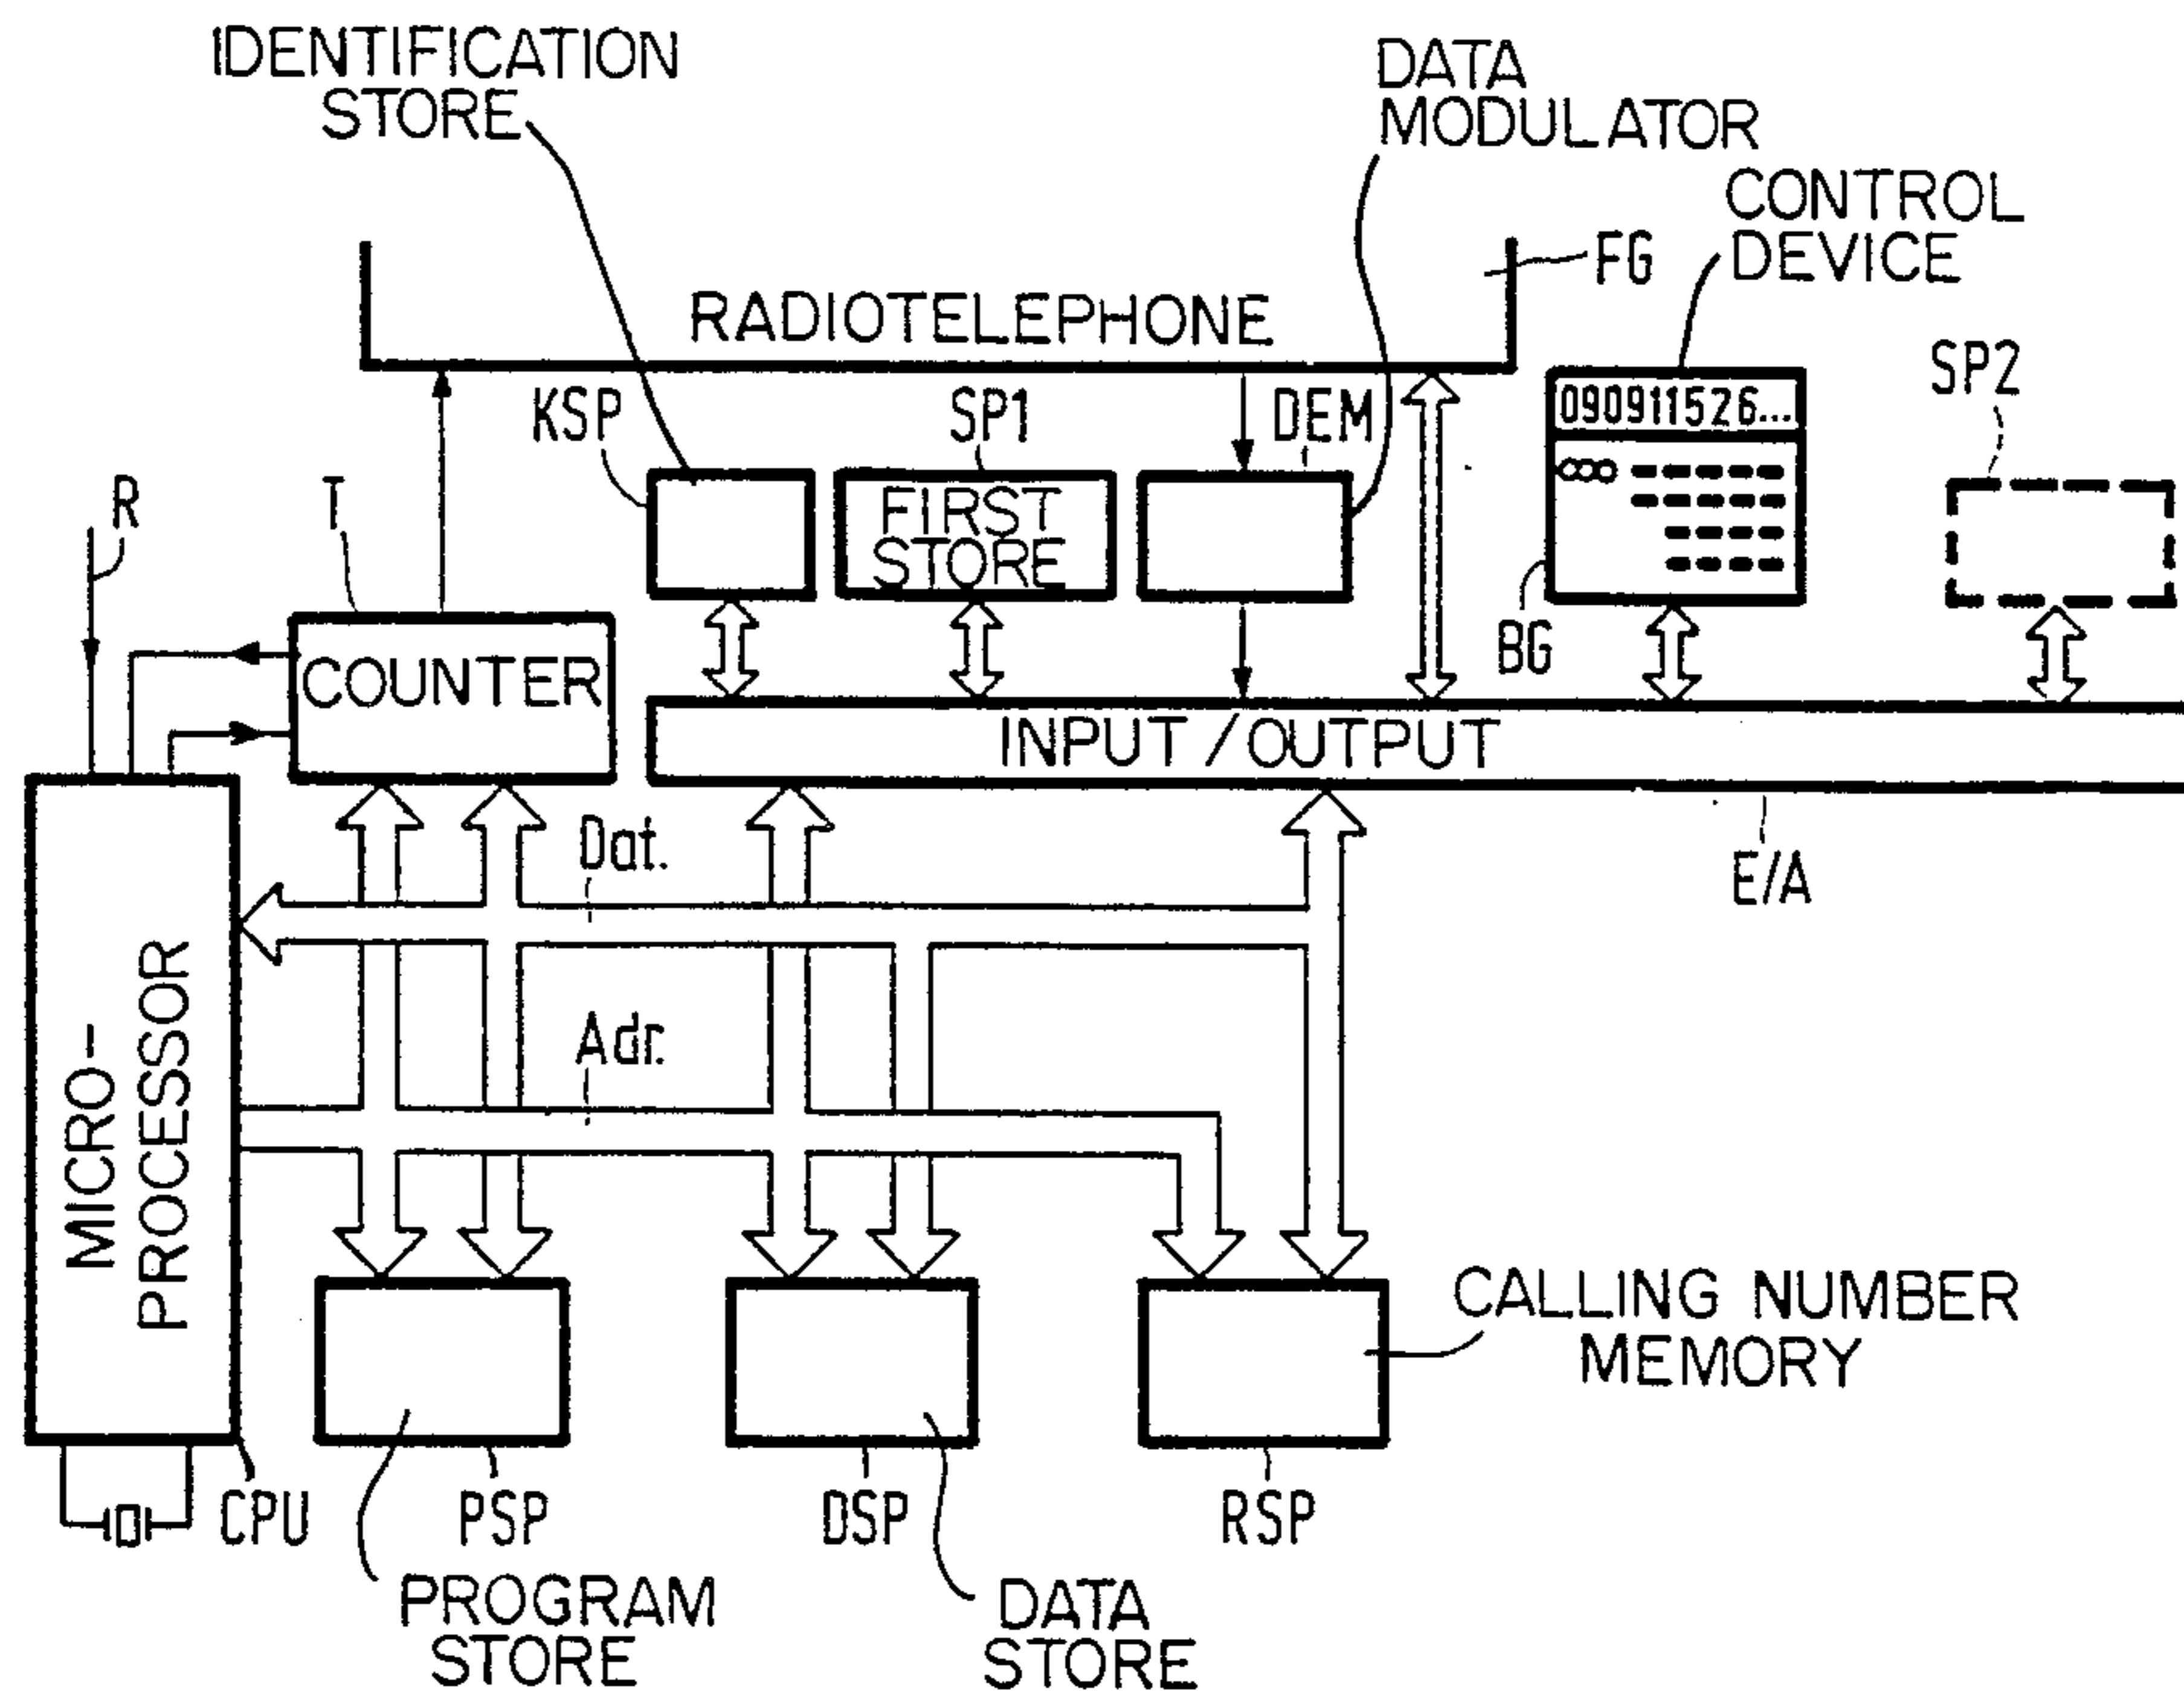 IDENTIFICATION
STORE
DATA
MODULATOR
CONTROL
DEVICE
FG
RADIOTELEPHONE
SP2
KSP
SP1
DEM
090911526...
R
T
FIRST
STORE
BG
COUNTER
INPUT/OUTPUT
Dat.
E/A
MICRO-
PROCESSOR
Adr.
CALLING NUMBER
MEMORY
CPU
PSP
DSP
RSP
PROGRAM
STORE
DATA
STORE